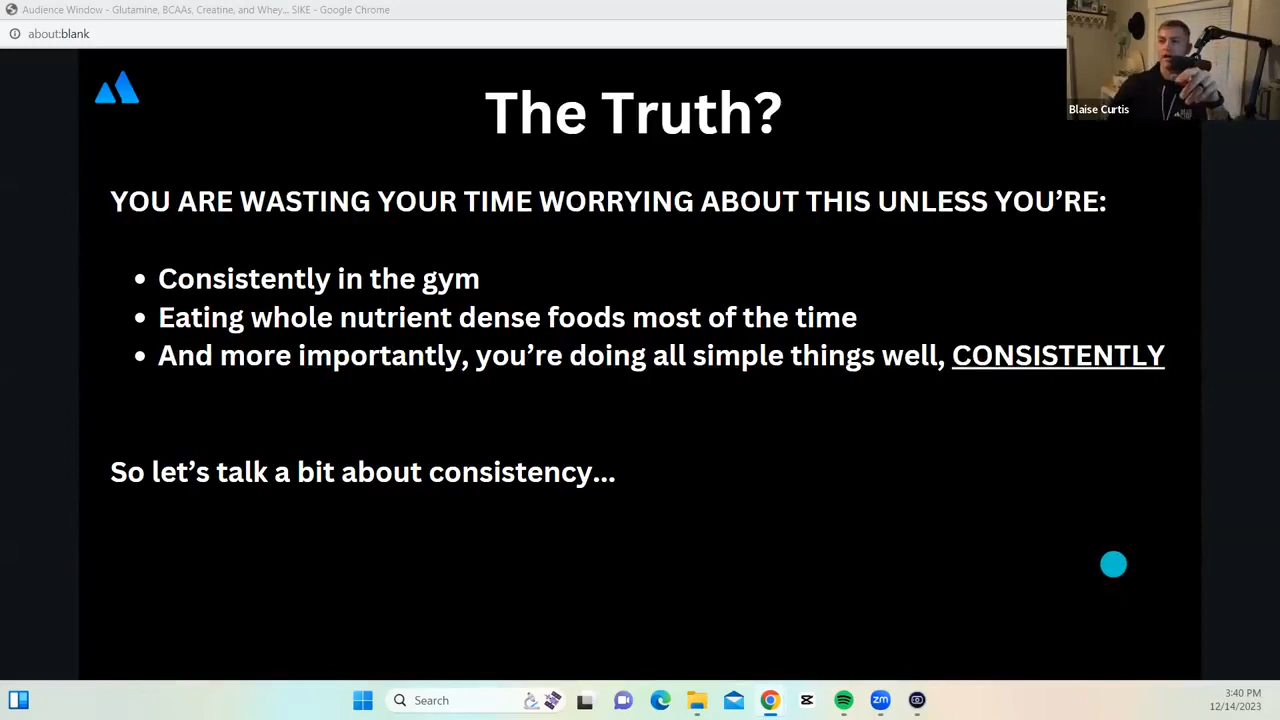 Audience Window - Glutamine, BCAAs, Creatine, and Whey... SIKE - Google Chrome
about:blank
Blaise Curtis
The Truth?
YOU ARE WASTING YOUR TIME WORRYING ABOUT THIS UNLESS YOU’RE:
• Consistently in the gym
• Eating whole nutrient dense foods most of the time
• And more importantly, you’re doing all simple things well, CONSISTENTLY
So let’s talk a bit about consistency...
Search
zm
3:40 PM
12/14/2023